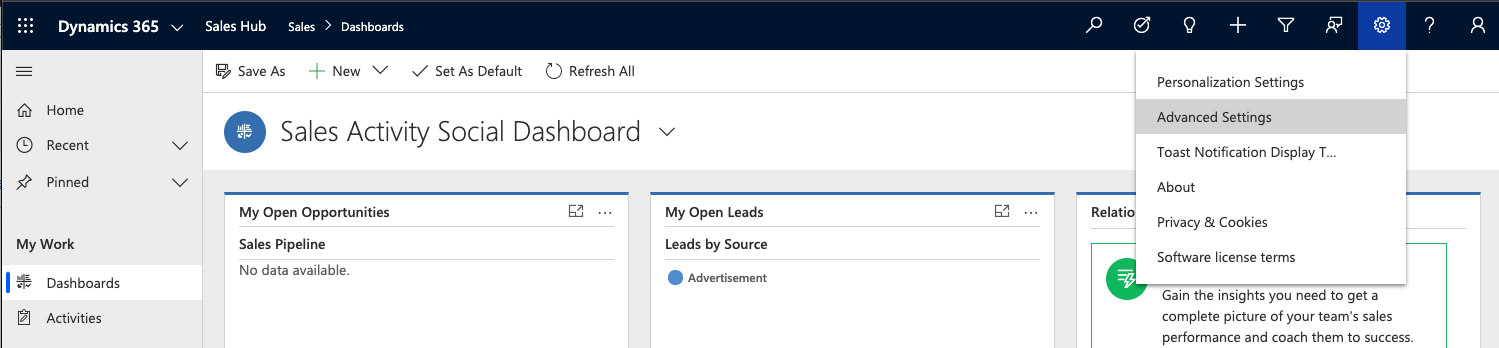 Dynamics 365 Sales Hub Sales > Dashboards ?
Save As New Set As Default Refresh All
Home
Recent
Pinned
My Work
Dashboards
Activities
Sales Activity Social Dashboard
My Open Opportunities ...
Sales Pipeline
No data available.
My Open Leads ...
Leads by Source
Advertisement
Relatio
Gain the insights you need to get a
complete picture of your team's sales
performance and coach them to success.
Personalization Settings
Advanced Settings
Toast Notification Display T...
About
Privacy & Cookies
Software license terms